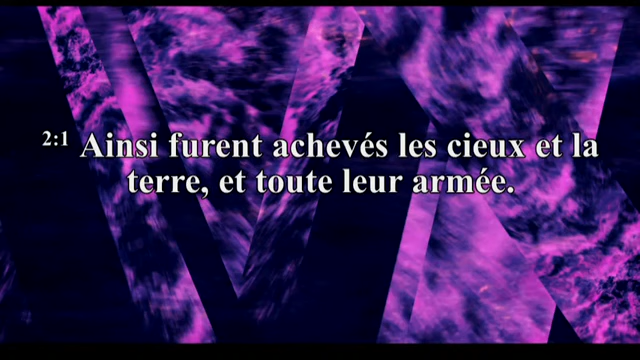 2:1 Ainsi furent achevés les cieux et la
terre, et toute leur armée.